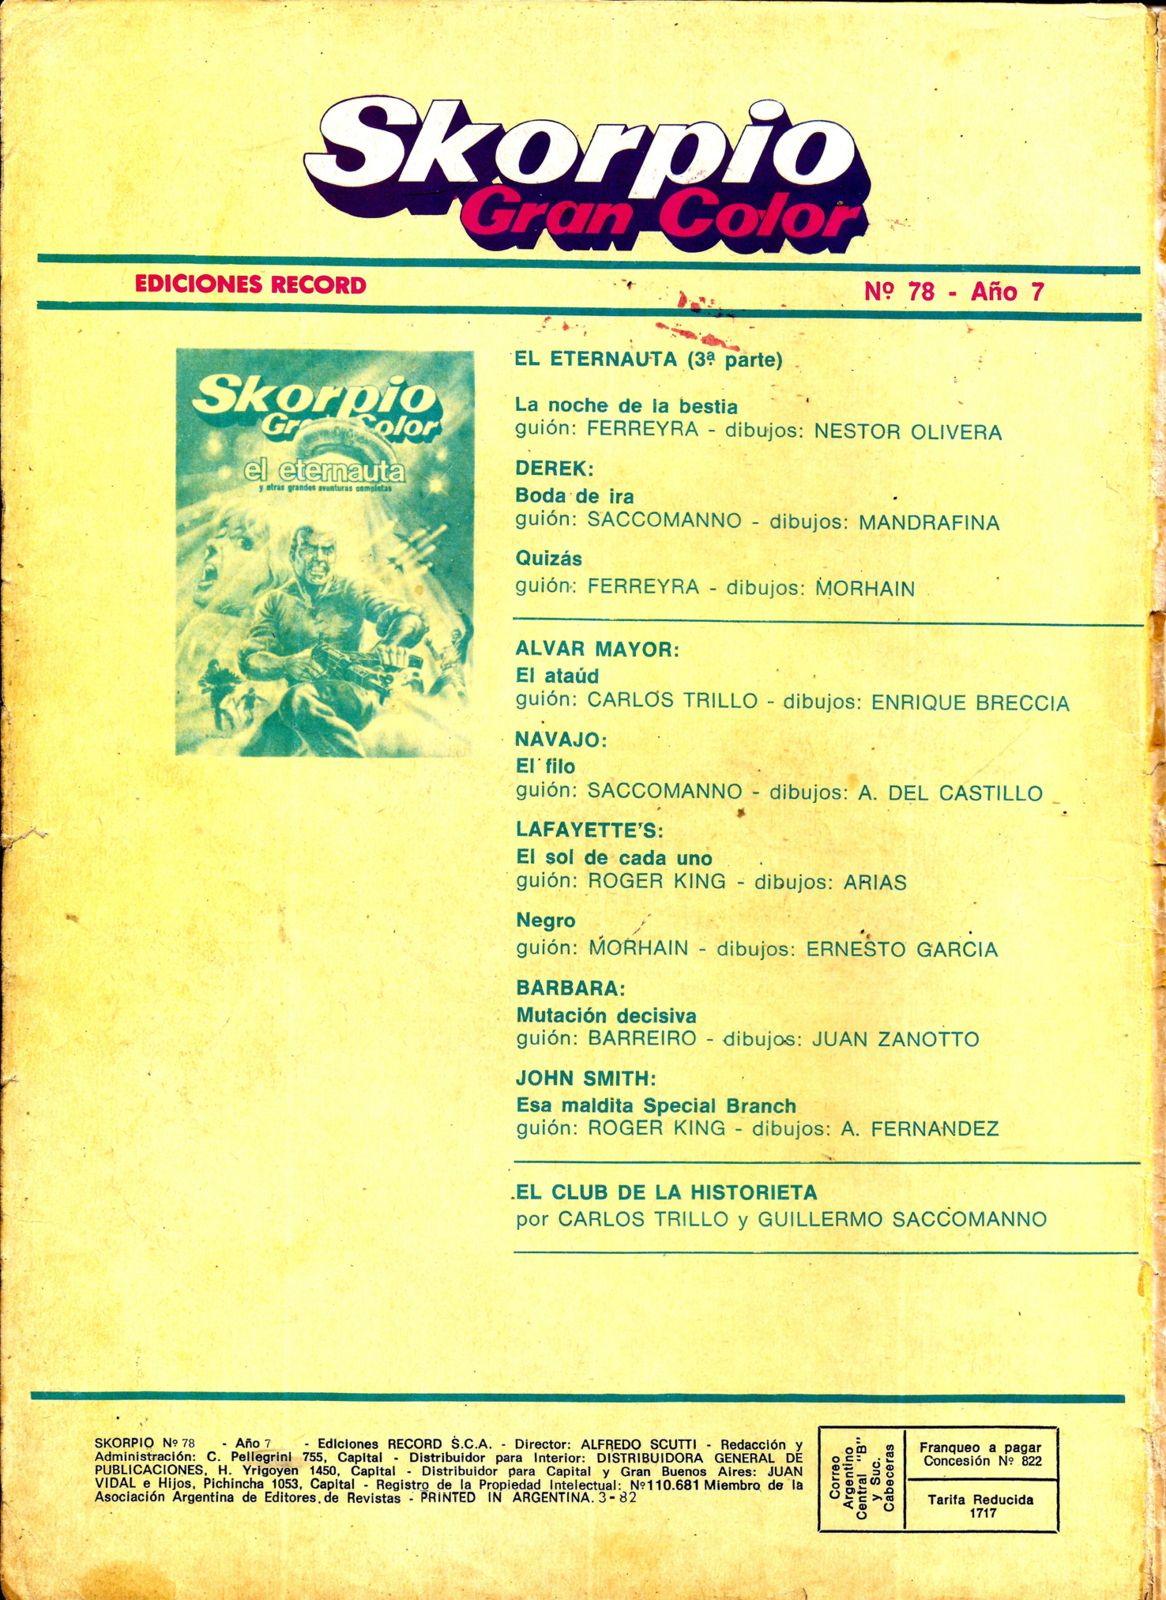 Skorpio
Gran Color
EDICIONES RECORD
Nº 78 - Año 7
Skorpio
Gran Color
el eternauta
y otras grandes aventuras completas
EL ETERNAUTA (3ª parte)
La noche de la bestia
guión: FERREYRA - dibujos: NESTOR OLIVERA
DEREK:
Boda de ira
guión: SACCOMANNO - dibujos: MANDRAFINA
Quizás
guión: FERREYRA - dibujos: MORHAIN
ALVAR MAYOR:
El ataúd
guión: CARLOS TRILLO - dibujos: ENRIQUE BRECCIA
NAVAJO:
El filo
guión: SACCOMANNO - dibujos: A. DEL CASTILLO
LAFAYETTE'S:
El sol de cada uno
guión: ROGER KING - dibujos: ARIAS
Negro
guión: MORHAIN - dibujos: ERNESTO GARCIA
BARBARA:
Mutación decisiva
guión: BARREIRO - dibujos: JUAN ZANOTTO
JOHN SMITH:
Esa maldita Special Branch
guión: ROGER KING - dibujos: A. FERNANDEZ
EL CLUB DE LA HISTORIETA
por CARLOS TRILLO y GUILLERMO SACCOMANNO
SKORPIO Nº 78 - Año 7 - Ediciones RECORD S.C.A. - Director: ALFREDO SCUTTI - Redacción y
Administración: C. Pellegrini 755, Capital - Distribuidor para Interior: DISTRIBUIDORA GENERAL DE
PUBLICACIONES, H. Yrigoyen 1450, Capital - Distribuidor para Capital y Gran Buenos Aires: JUAN
VIDAL e Hijos, Pichincha 1053, Capital - Registro de la Propiedad Intelectual: Nº110.681 Miembro de la
Asociación Argentina de Editores de Revistas - PRINTED IN ARGENTINA. 3-82
Correo
Argentino
Central "B"
y Suc.
Cabeceras
Franqueo a pagar
Concesión Nº 822
Tarifa Reducida
1717